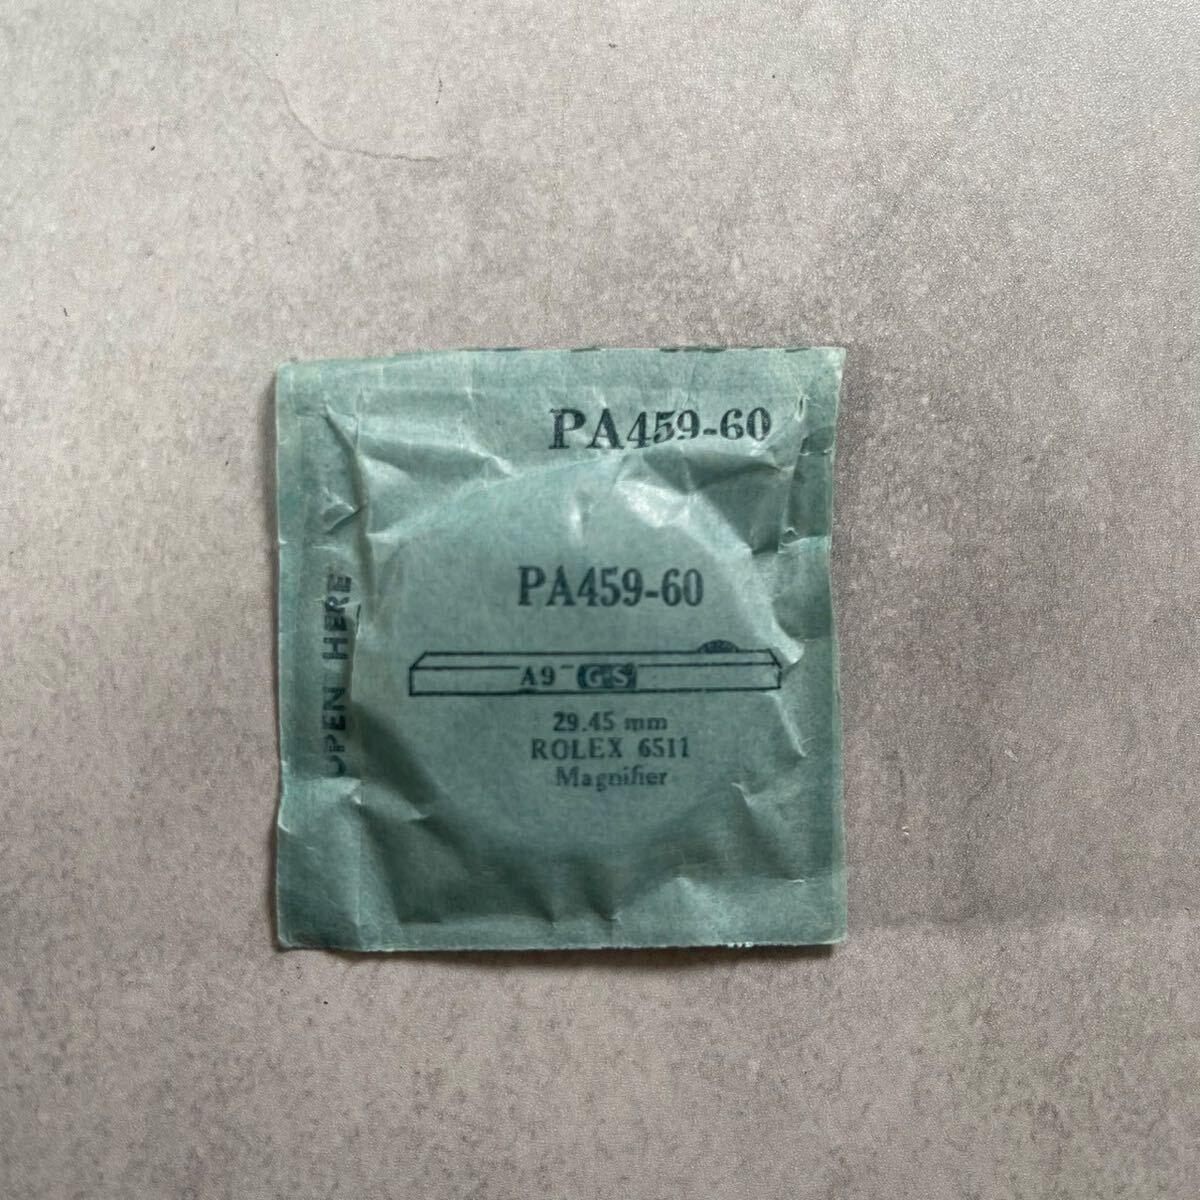 PA459-60
OPEN HERE
PA459-60
A9- G-S
29.45 mm
ROLEX 6511
Magnifier